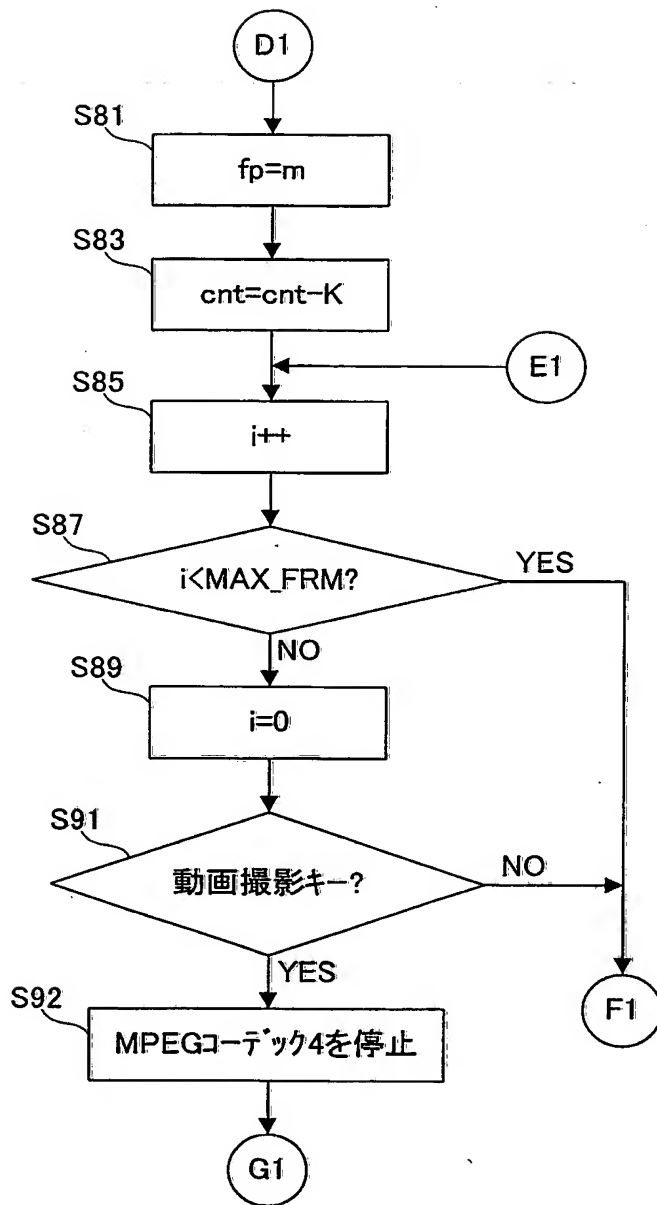 D1
S81
fp=m
S83
cnt=cnt-K
E1
S85
i++
S87
i<MAX_FRM?
YES
NO
S89
i=0
S91
動画撮影キー?
NO
YES
S92
MPEGコーデック4を停止
F1
G1